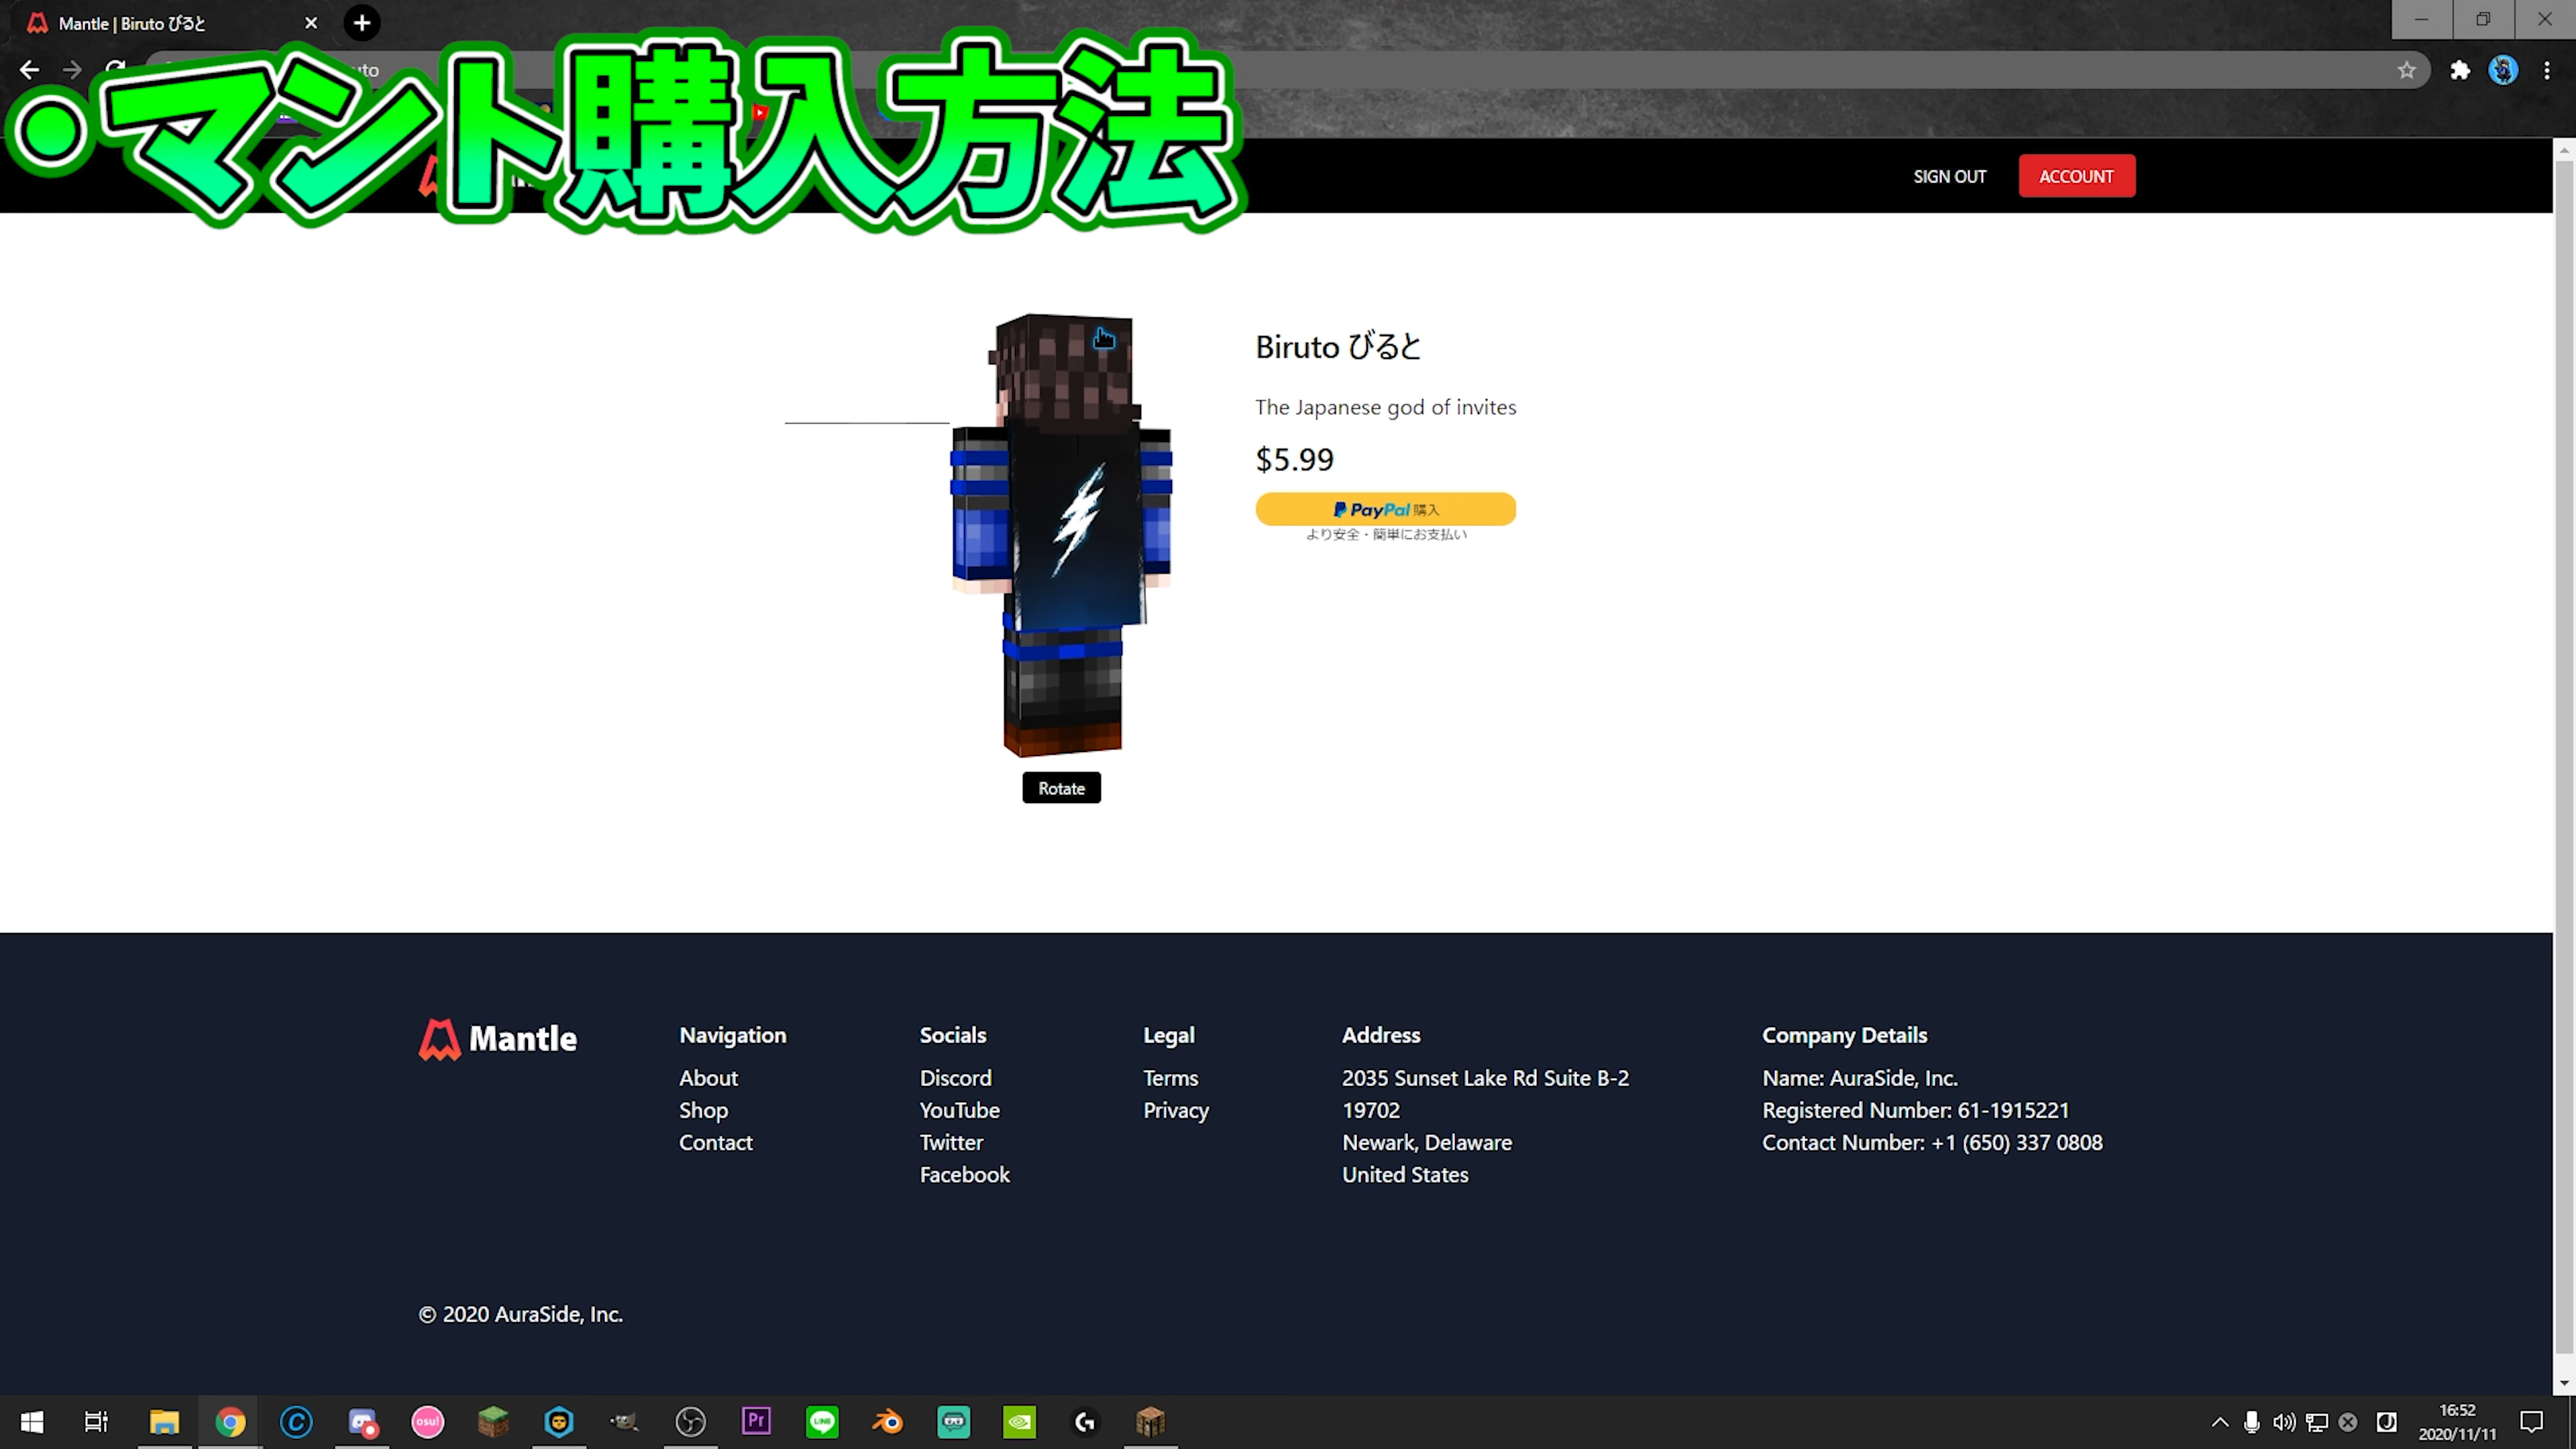 Mantle | Biruto びると
uto
・マント購入方法
SIGN OUT
ACCOUNT
Biruto びると
The Japanese god of invites
$5.99
PayPal 購入
より安全・簡単にお支払い
Rotate
Mantle
Navigation
About
Shop
Contact
Socials
Discord
YouTube
Twitter
Facebook
Legal
Terms
Privacy
Address
2035 Sunset Lake Rd Suite B-2
19702
Newark, Delaware
United States
Company Details
Name: AuraSide, Inc.
Registered Number: 61-1915221
Contact Number: +1 (650) 337 0808
© 2020 AuraSide, Inc.
osu!
Pr
LINE
16:52
2020/11/11